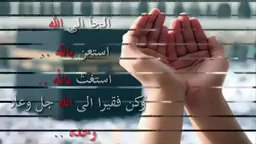 الجأ الى الله
استعن بالله ..
استغث بالله ..
وكن فقيرا الى الله جل وعلا
وحده ..